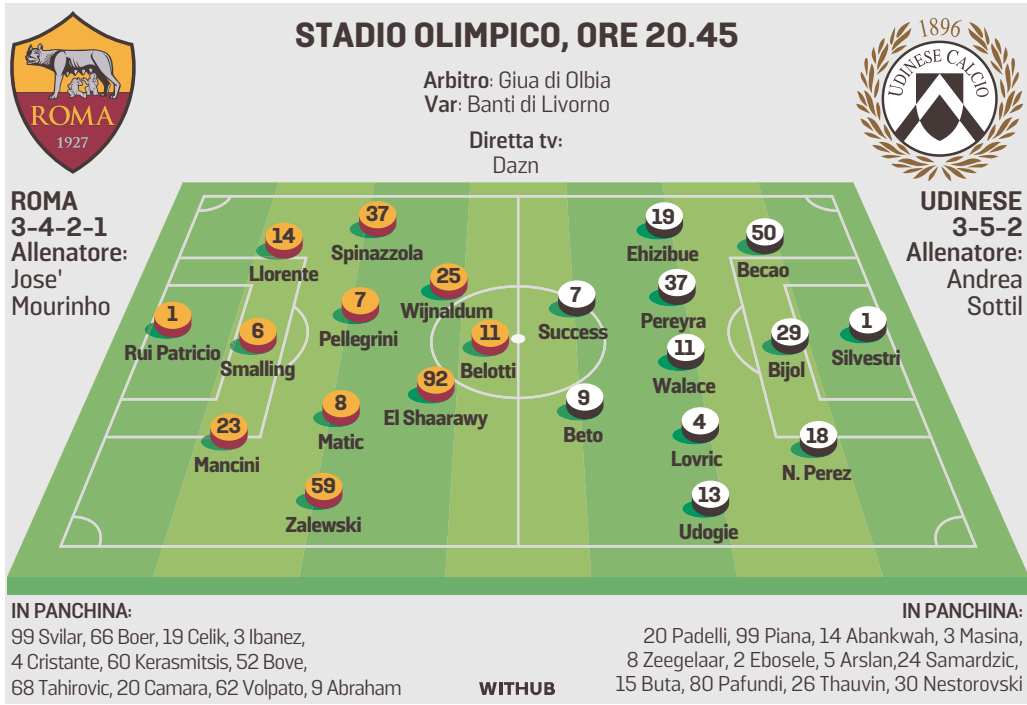 STADIO OLIMPICO, ORE 20.45
Arbitro: Giua di Olbia
Var: Banti di Livorno
Diretta tv:
Dazn
ROMA
1927
1896
UDINESE CALCIO
ROMA
3-4-2-1
Allenatore:
Jose'
Mourinho
UDINESE
3-5-2
Allenatore:
Andrea
Sottil
1
Rui Patricio
14
Llorente
6
Smalling
23
Mancini
37
Spinazzola
7
Pellegrini
8
Matic
59
Zalewski
25
Wijnaldum
92
El Shaarawy
11
Belotti
7
Success
9
Beto
19
Ehizibue
37
Pereyra
11
Walace
4
Lovric
13
Udogie
50
Becao
29
Bijol
18
N. Perez
1
Silvestri
IN PANCHINA:
99 Svilar, 66 Boer, 19 Celik, 3 Ibanez,
4 Cristante, 60 Kerasmitsis, 52 Bove,
68 Tahirovic, 20 Camara, 62 Volpato, 9 Abraham
WITHUB
IN PANCHINA:
20 Padelli, 99 Piana, 14 Abankwah, 3 Masina,
8 Zeegelaar, 2 Ebosele, 5 Arslan,24 Samardzic,
15 Buta, 80 Pafundi, 26 Thauvin, 30 Nestorovski